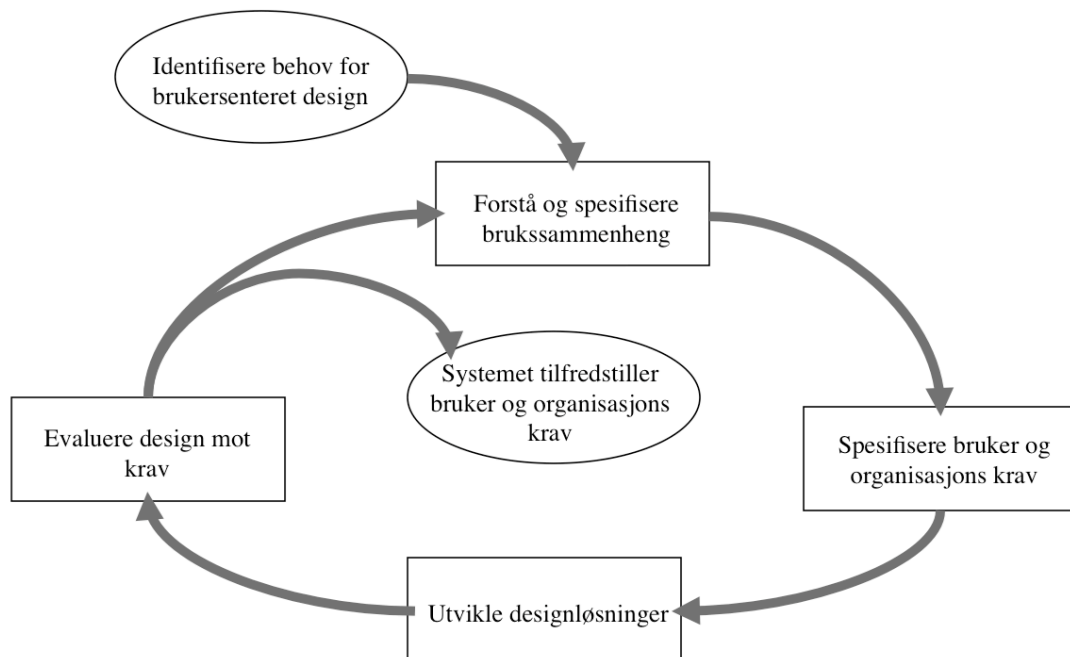 Identifisere behov for
brukersenteret design
Forstå og spesifisere
brukssammenheng
Systemet tilfredstiller
bruker og organisasjons
krav
Evaluere design mot
krav
Spesifisere bruker og
organisasjons krav
Utvikle designløsninger